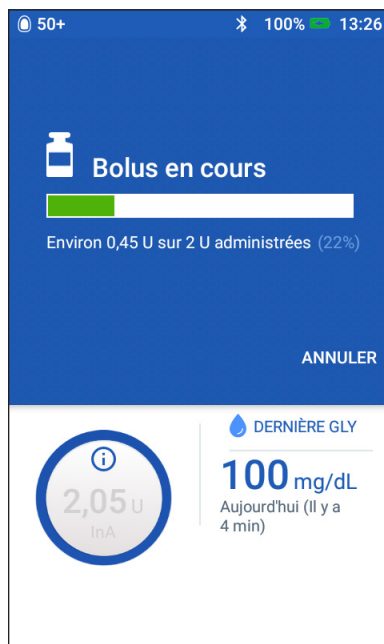 50+ 100% 13:26
Bolus en cours
Environ 0,45 U sur 2 U administrées (22%)
ANNULER
DERNIÈRE GLY
100 mg/dL
Aujourd'hui (Il y a
4 min)
2,05 U
InA